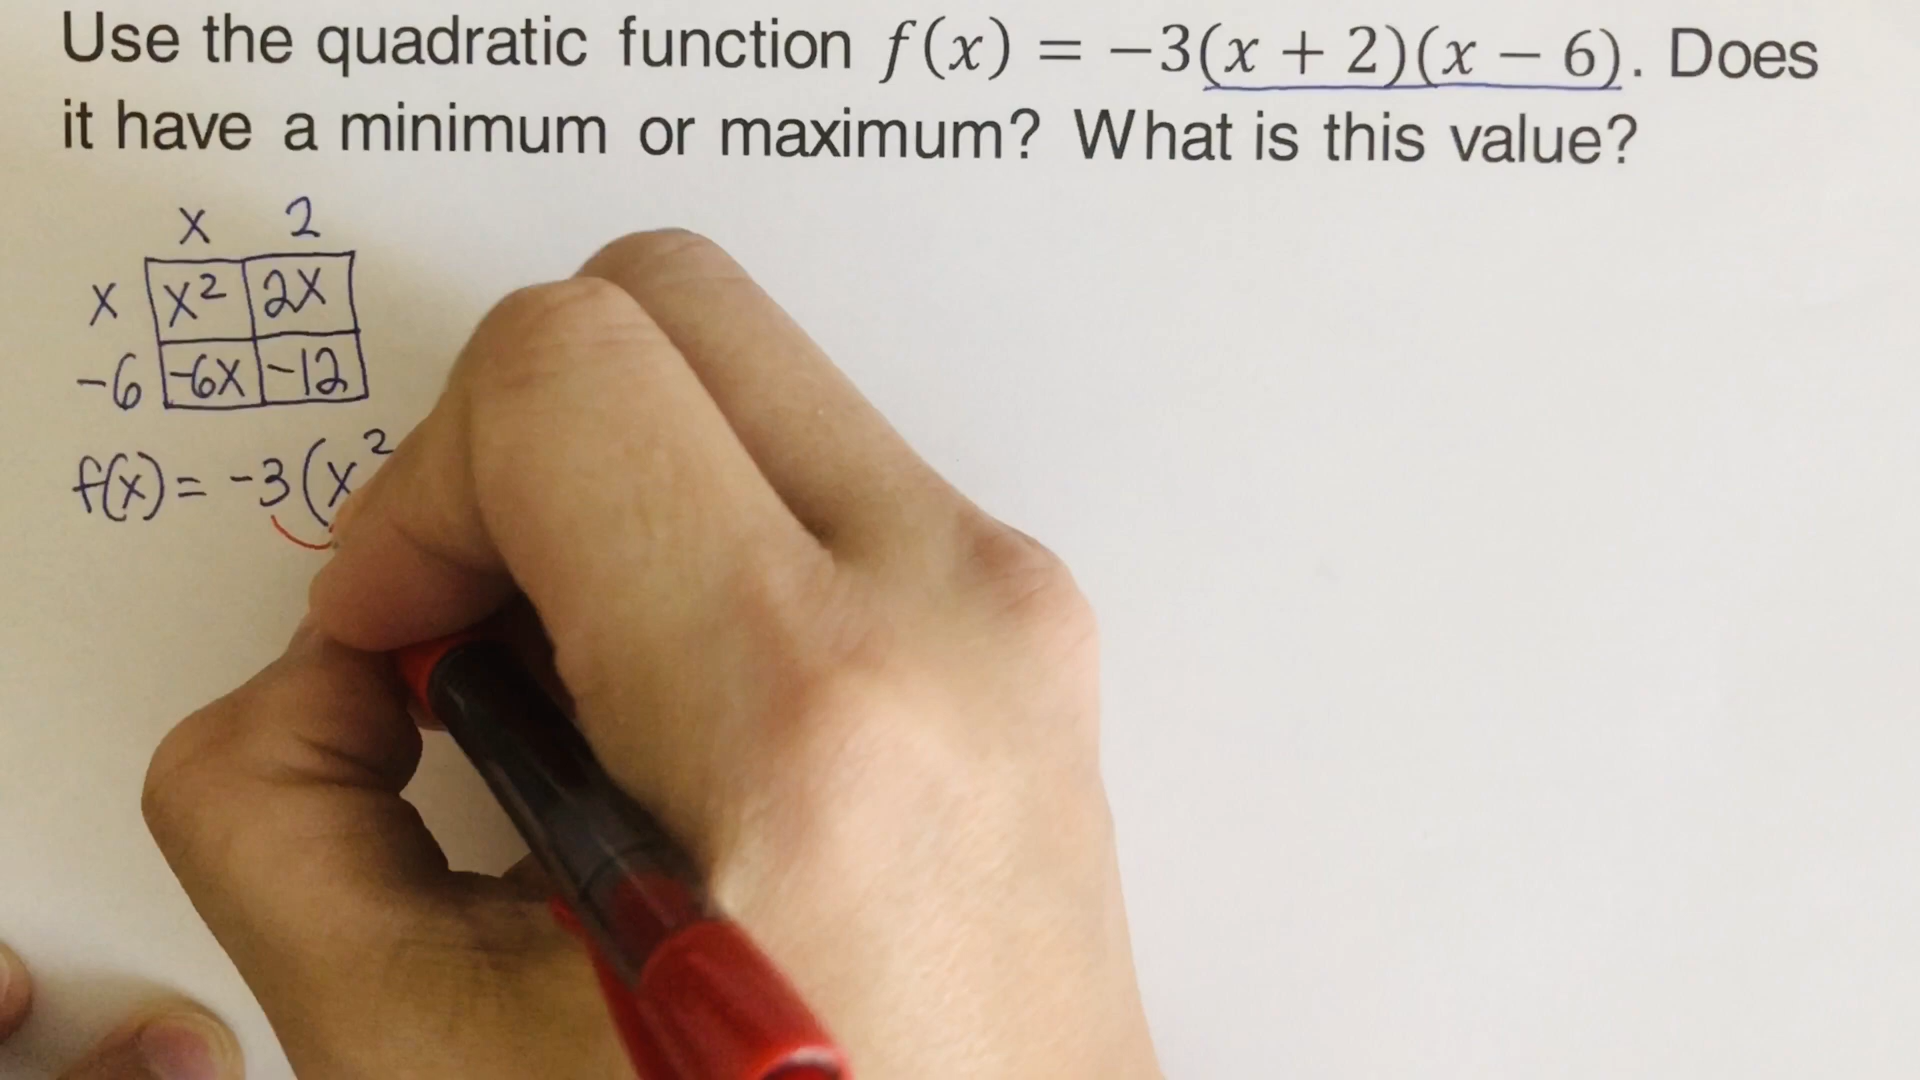 Use the quadratic function f(x) = −3(x + 2)(x − 6). Does
it have a minimum or maximum? What is this value?
x 2
x x² 2x
-6 -6x -12
f(x) = -3(x²